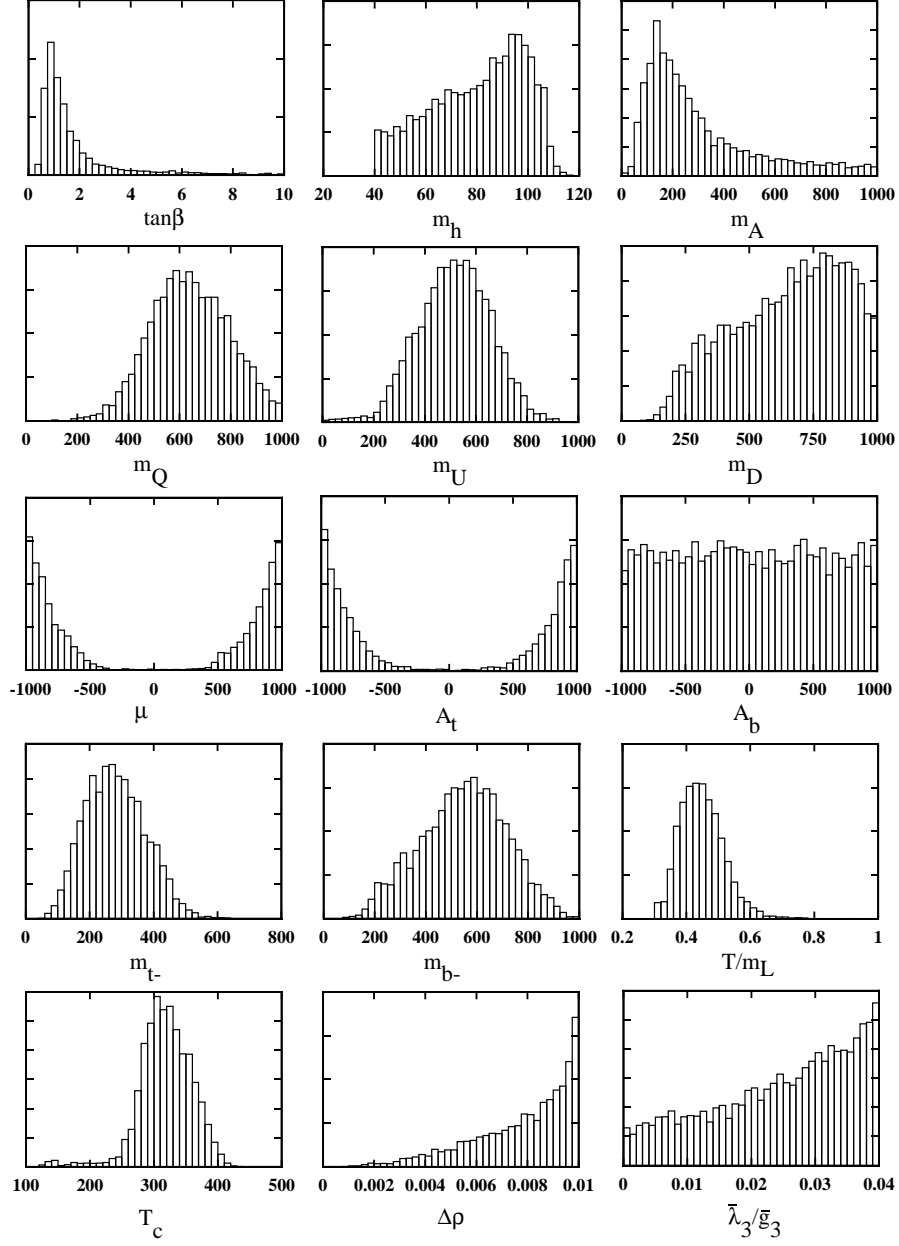 0 2 4 6 8 10 20 40 60 80 100 120 0 200 400 600 800 1000
tanβ m_h m_A
0 200 400 600 800 1000 0 200 400 600 800 1000 0 250 500 750 1000
m_Q m_U m_D
-1000 -500 0 500 1000 -1000 -500 0 500 1000 -1000 -500 0 500 1000
μ A_t A_b
0 200 400 600 800 0 200 400 600 800 1000 0.2 0.4 0.6 0.8 1
m_t- m_b- T/m_L
100 200 300 400 500 0 0.002 0.004 0.006 0.008 0.01 0 0.01 0.02 0.03 0.04
T_c Δρ λ̄_3/ḡ_3